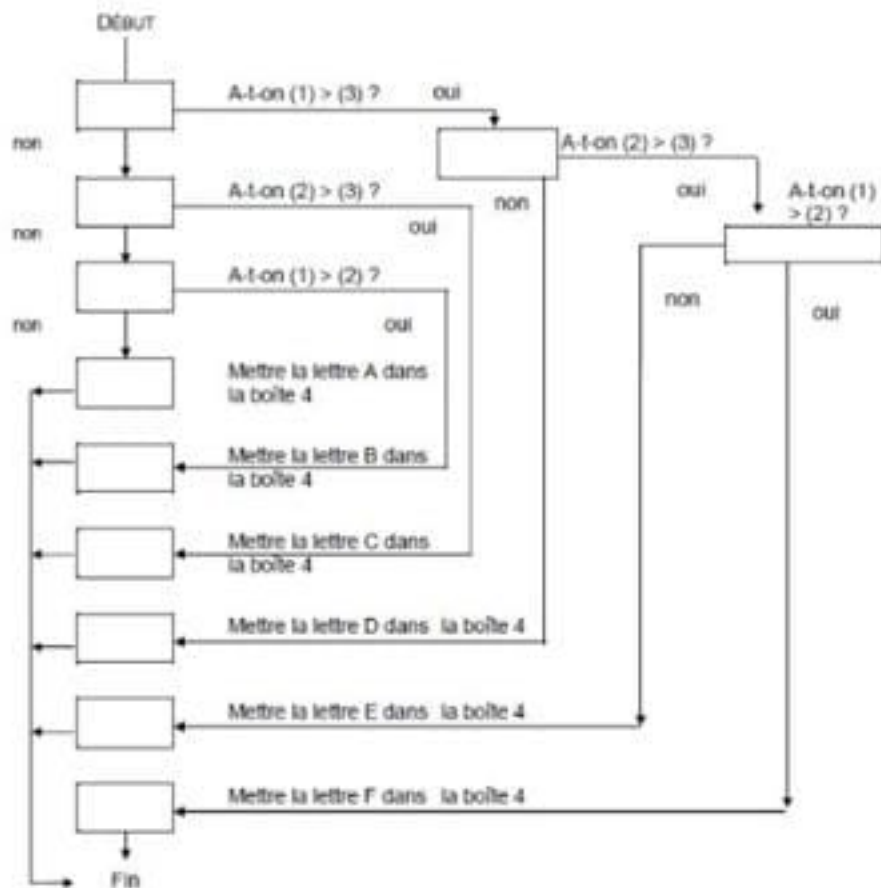 DÉBUT
A-t-on (1) > (3) ?
oui
non
A-t-on (2) > (3) ?
oui
non
A-t-on (1)
> (2) ?
A-t-on (2) > (3) ?
oui
non
A-t-on (1) > (2) ?
oui
non
non
oui
Mettre la lettre A dans
la boîte 4
Mettre la lettre B dans
la boîte 4
Mettre la lettre C dans
la boîte 4
Mettre la lettre D dans la boîte 4
Mettre la lettre E dans la boîte 4
Mettre la lettre F dans la boîte 4
Fin